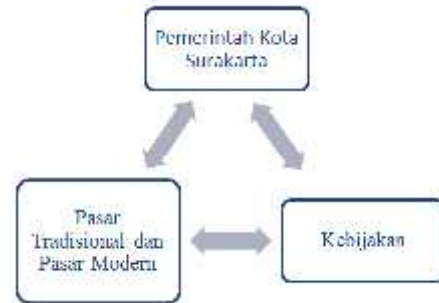 Pemerintah Kota
Surakarta
Pasar
Tradisional dan
Pasar Modern
Kebijakan